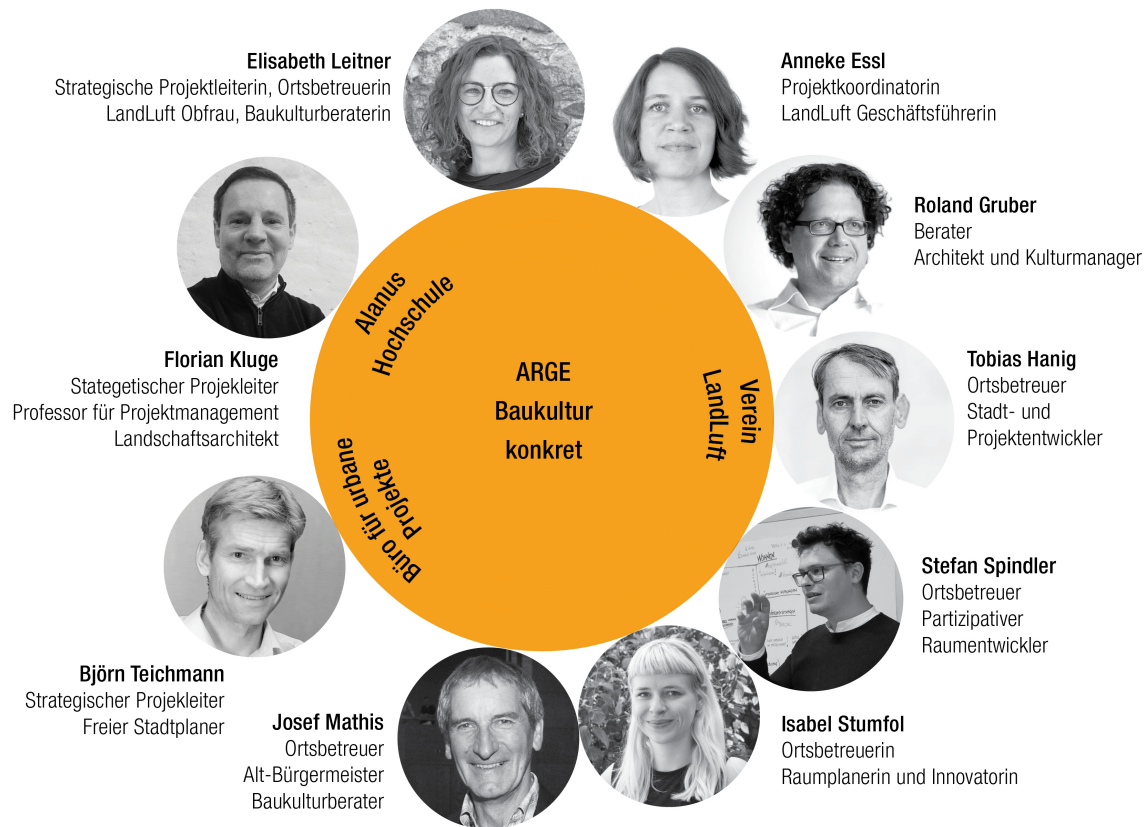 Elisabeth Leitner
Strategische Projektleiterin, Ortsbetreuerin
LandLuft Obfrau, Baukulturberaterin
Anneke Essl
Projektkoordinatorin
LandLuft Geschäftsführerin
Roland Gruber
Berater
Architekt und Kulturmanager
Tobias Hanig
Ortsbetreuer
Stadt- und
Projektentwickler
Stefan Spindler
Ortsbetreuer
Partizipativer
Raumentwickler
Isabel Stumfol
Ortsbetreuerin
Raumplanerin und Innovatorin
Josef Mathis
Ortsbetreuer
Alt-Bürgermeister
Baukulturberater
Björn Teichmann
Strategischer Projekleiter
Freier Stadtplaner
Florian Kluge
Stategetischer Projekleiter
Professor für Projektmanagement
Landschaftsarchitekt
Alanus
Hochschule
ARGE
Baukultur
konkret
Verein
LandLuft
Büro für urbane
Projekte